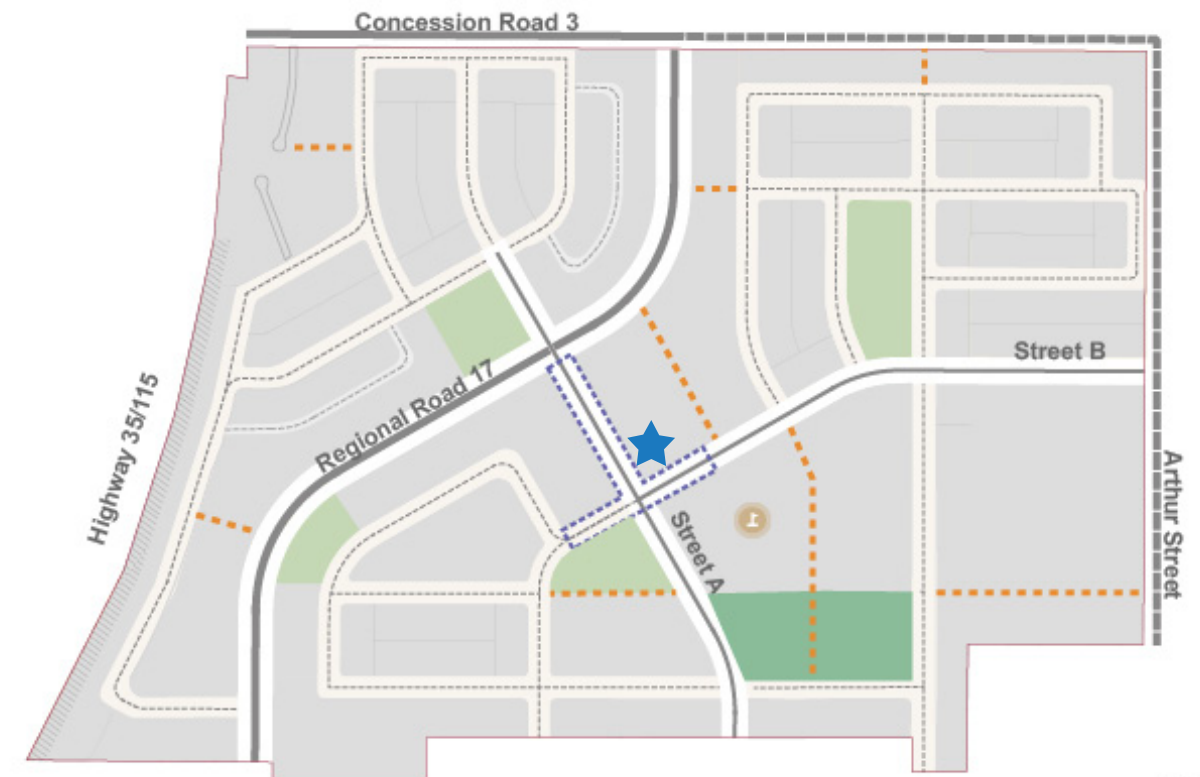 Concession Road 3
Street B
Regional Road 17
Highway 35/115
Arthur Street
Street A